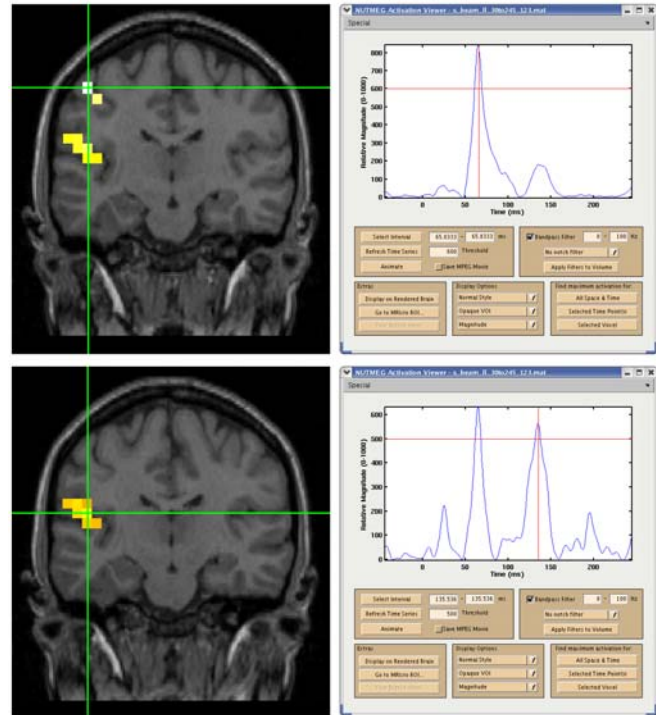 NUTMEG Activation Viewer - s_beam_ll_30to245_123.mat
Special
800
700
600
500
400
300
200
100
0
Relative Magnitude (0-1000)
0 50 100 150 200
Time (ms)
Select Interval 65.8333 - 65.8333 ms
Refresh Time Series 600 Threshold
Animate Save MPEG Movie
Bandpass Filter 0 - 100 Hz
No notch filter
Apply Filters to Volume
Extras
Display on Rendered Brain
Go to MRIcro ROI...
Display Options
Normal Style
Opaque VOI
Magnitude
Find maximum activation for:
All Space & Time
Selected Time Point(s)
Selected Voxel
NUTMEG Activation Viewer - s_beam_ll_30to245_123.mat
Special
600
500
400
300
200
100
0
Relative Magnitude (0-1000)
0 50 100 150 200
Time (ms)
Select Interval 135.536 - 135.536 ms
Refresh Time Series 500 Threshold
Animate Save MPEG Movie
Bandpass Filter 0 - 100 Hz
No notch filter
Apply Filters to Volume
Extras
Display on Rendered Brain
Go to MRIcro ROI...
Display Options
Normal Style
Opaque VOI
Magnitude
Find maximum activation for:
All Space & Time
Selected Time Point(s)
Selected Voxel